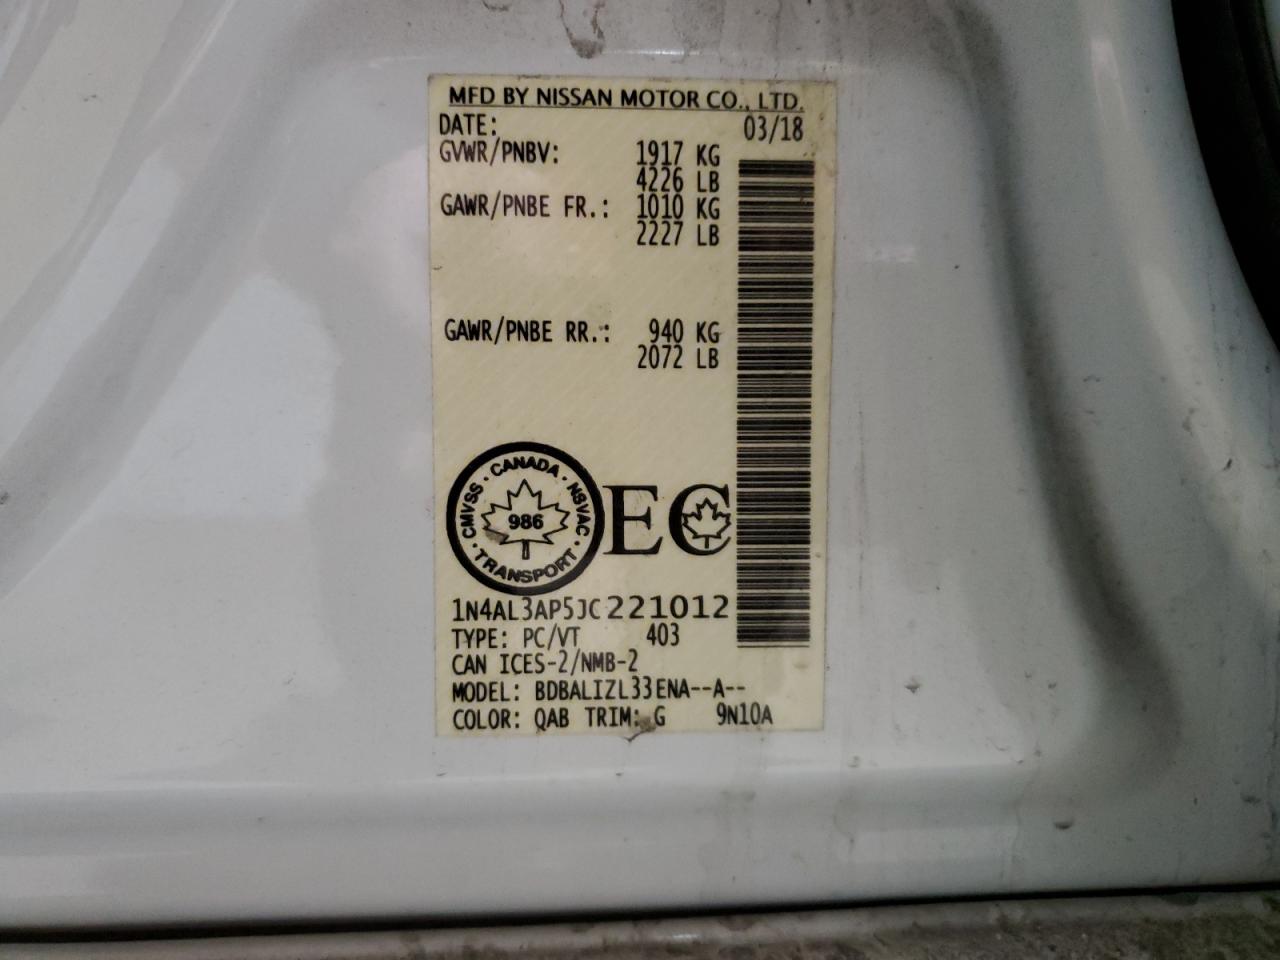 MFD BY NISSAN MOTOR CO., LTD.
DATE: 03/18
GVWR/PNBV: 1917 KG
4226 LB
GAWR/PNBE FR.: 1010 KG
2227 LB
GAWR/PNBE RR.: 940 KG
2072 LB
CMVSS · CANADA · NSVAC · TRANSPORT ·
986
EC
1N4AL3AP5JC221012
TYPE: PC/VT 403
CAN ICES-2/NMB-2
MODEL: BDBALIZL33ENA--A--
COLOR: QAB TRIM: G 9N10A